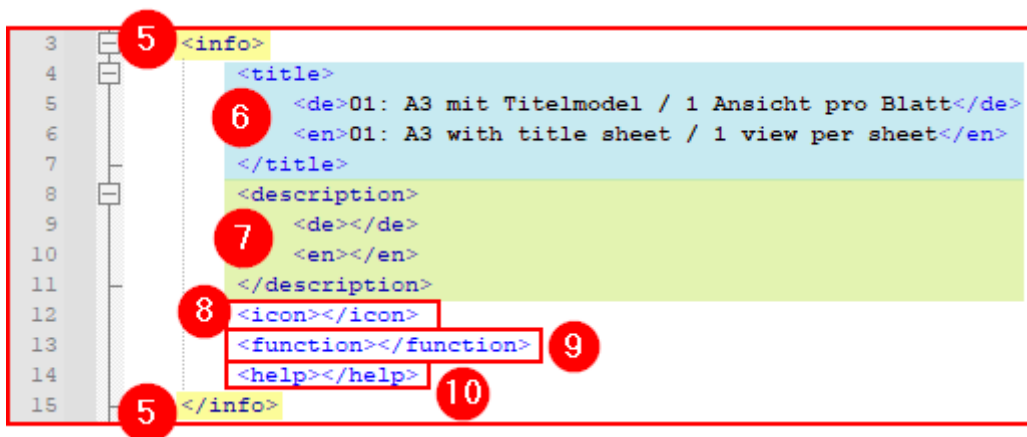 3 5 <info>
4 <title>
5 <de>01: A3 mit Titelmodel / 1 Ansicht pro Blatt</de>
6 6 <en>01: A3 with title sheet / 1 view per sheet</en>
7 </title>
8 <description>
9 7 <de></de>
10 <en></en>
11 </description>
12 8 <icon></icon>
13 <function></function> 9
14 <help></help> 10
15 5 </info>